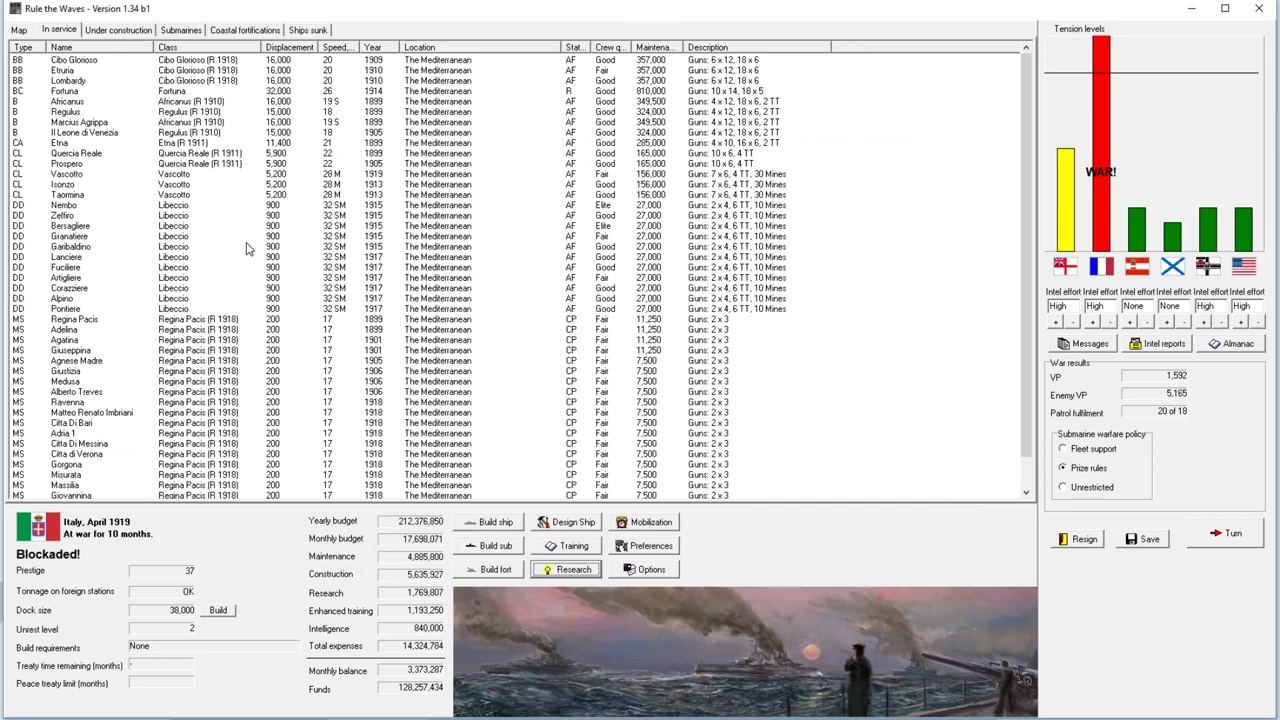 Rule the Waves - Version 1.34 b1
Map In service Under construction Submarines Coastal fortifications Ships sunk
Type Name Class Displacement Speed,... Year Location Stat... Crew q... Maintena... Description
BB Cibo Glorioso Cibo Glorioso (R 1918) 16,000 20 1909 The Mediterranean AF Good 357,000 Guns: 6 x 12, 18 x 6
BB Etruria Cibo Glorioso (R 1918) 16,000 20 1910 The Mediterranean AF Fair 357,000 Guns: 6 x 12, 18 x 6
BB Lombardy Cibo Glorioso (R 1918) 16,000 20 1910 The Mediterranean AF Good 357,000 Guns: 6 x 12, 18 x 6
BC Fortuna Fortuna 32,000 26 1914 The Mediterranean R Good 810,000 Guns: 10 x 14, 18 x 5
B Africanus Africanus (R 1910) 16,000 19 S 1899 The Mediterranean AF Good 349,500 Guns: 4 x 12, 18 x 6, 2 TT
B Regulus Regulus (R 1910) 15,000 18 1899 The Mediterranean AF Good 324,000 Guns: 4 x 12, 18 x 6, 2 TT
B Marcius Agrippa Africanus (R 1910) 16,000 19 S 1899 The Mediterranean AF Good 349,500 Guns: 4 x 12, 18 x 6, 2 TT
B Il Leone di Venezia Regulus (R 1910) 15,000 18 1905 The Mediterranean AF Good 324,000 Guns: 4 x 12, 18 x 6, 2 TT
CA Etna Etna (R 1911) 11,400 21 1899 The Mediterranean AF Good 285,000 Guns: 4 x 10, 16 x 6, 2 TT
CL Quercia Reale Quercia Reale (R 1911) 5,900 22 1899 The Mediterranean AF Good 165,000 Guns: 10 x 6, 4 TT
CL Prospero Quercia Reale (R 1911) 5,900 22 1905 The Mediterranean AF Good 165,000 Guns: 10 x 6, 4 TT
CL Vascotto Vascotto 5,200 28 M 1919 The Mediterranean AF Fair 156,000 Guns: 7 x 6, 4 TT, 30 Mines
CL Isonzo Vascotto 5,200 28 M 1913 The Mediterranean AF Good 156,000 Guns: 7 x 6, 4 TT, 30 Mines
CL Taormina Vascotto 5,200 28 M 1913 The Mediterranean AF Good 156,000 Guns: 7 x 6, 4 TT, 30 Mines
DD Nembo Libeccio 900 32 SM 1915 The Mediterranean AF Elite 27,000 Guns: 2 x 4, 6 TT, 10 Mines
DD Zeffiro Libeccio 900 32 SM 1915 The Mediterranean AF Good 27,000 Guns: 2 x 4, 6 TT, 10 Mines
DD Bersagliere Libeccio 900 32 SM 1915 The Mediterranean AF Elite 27,000 Guns: 2 x 4, 6 TT, 10 Mines
DD Granatiere Libeccio 900 32 SM 1915 The Mediterranean AF Fair 27,000 Guns: 2 x 4, 6 TT, 10 Mines
DD Garibaldino Libeccio 900 32 SM 1915 The Mediterranean AF Good 27,000 Guns: 2 x 4, 6 TT, 10 Mines
DD Lanciere Libeccio 900 32 SM 1917 The Mediterranean AF Good 27,000 Guns: 2 x 4, 6 TT, 10 Mines
DD Fuciliere Libeccio 900 32 SM 1917 The Mediterranean AF Good 27,000 Guns: 2 x 4, 6 TT, 10 Mines
DD Artigliere Libeccio 900 32 SM 1917 The Mediterranean AF Fair 27,000 Guns: 2 x 4, 6 TT, 10 Mines
DD Corazziere Libeccio 900 32 SM 1917 The Mediterranean AF Good 27,000 Guns: 2 x 4, 6 TT, 10 Mines
DD Alpino Libeccio 900 32 SM 1917 The Mediterranean AF Good 27,000 Guns: 2 x 4, 6 TT, 10 Mines
DD Pontiere Libeccio 900 32 SM 1917 The Mediterranean AF Good 27,000 Guns: 2 x 4, 6 TT, 10 Mines
MS Regina Pacis Regina Pacis (R 1918) 200 17 1899 The Mediterranean CP Fair 11,250 Guns: 2 x 3
MS Adelina Regina Pacis (R 1918) 200 17 1899 The Mediterranean CP Fair 11,250 Guns: 2 x 3
MS Agatina Regina Pacis (R 1918) 200 17 1901 The Mediterranean CP Fair 11,250 Guns: 2 x 3
MS Giuseppina Regina Pacis (R 1918) 200 17 1901 The Mediterranean CP Fair 11,250 Guns: 2 x 3
MS Agnese Madre Regina Pacis (R 1918) 200 17 1905 The Mediterranean CP Fair 7,500 Guns: 2 x 3
MS Giustizia Regina Pacis (R 1918) 200 17 1906 The Mediterranean CP Fair 7,500 Guns: 2 x 3
MS Medusa Regina Pacis (R 1918) 200 17 1906 The Mediterranean CP Fair 7,500 Guns: 2 x 3
MS Alberto Treves Regina Pacis (R 1918) 200 17 1906 The Mediterranean CP Fair 7,500 Guns: 2 x 3
MS Ravenna Regina Pacis (R 1918) 200 17 1918 The Mediterranean CP Fair 7,500 Guns: 2 x 3
MS Matteo Renato Imbriani Regina Pacis (R 1918) 200 17 1918 The Mediterranean CP Fair 7,500 Guns: 2 x 3
MS Citta Di Bari Regina Pacis (R 1918) 200 17 1918 The Mediterranean CP Fair 7,500 Guns: 2 x 3
MS Adria 1 Regina Pacis (R 1918) 200 17 1918 The Mediterranean CP Fair 7,500 Guns: 2 x 3
MS Citta Di Messina Regina Pacis (R 1918) 200 17 1918 The Mediterranean CP Fair 7,500 Guns: 2 x 3
MS Citta di Verona Regina Pacis (R 1918) 200 17 1918 The Mediterranean CP Fair 7,500 Guns: 2 x 3
MS Gorgona Regina Pacis (R 1918) 200 17 1918 The Mediterranean CP Fair 7,500 Guns: 2 x 3
MS Misurata Regina Pacis (R 1918) 200 17 1918 The Mediterranean CP Fair 7,500 Guns: 2 x 3
MS Massilia Regina Pacis (R 1918) 200 17 1918 The Mediterranean CP Fair 7,500 Guns: 2 x 3
MS Giovannina Regina Pacis (R 1918) 200 17 1918 The Mediterranean CP Fair 7,500 Guns: 2 x 3
Tension levels
WAR!
Intel effort Intel effort Intel effort Intel effort Intel effort Intel effort
High High None None High High
+ - + - + - + - + - + -
Messages Intel reports Almanac
War results
VP 1,592
Enemy VP 5,165
Patrol fulfilment 20 of 18
Submarine warfare policy
Fleet support
Prize rules
Unrestricted
Resign Save Turn
Italy, April 1919
At war for 10 months.
Blockaded!
Prestige 37
Tonnage on foreign stations OK
Dock size 38,000 Build
Unrest level 2
Build requirements None
Treaty time remaining (months) -
Peace treaty limit (months)
Yearly budget 212,376,850
Monthly budget 17,698,071
Maintenance 4,885,800
Construction 5,635,927
Research 1,769,807
Enhanced training 1,193,250
Intelligence 840,000
Total expenses 14,324,784
Monthly balance 3,373,287
Funds 128,257,434
Build ship Design Ship Mobilization
Build sub Training Preferences
Build fort Research Options